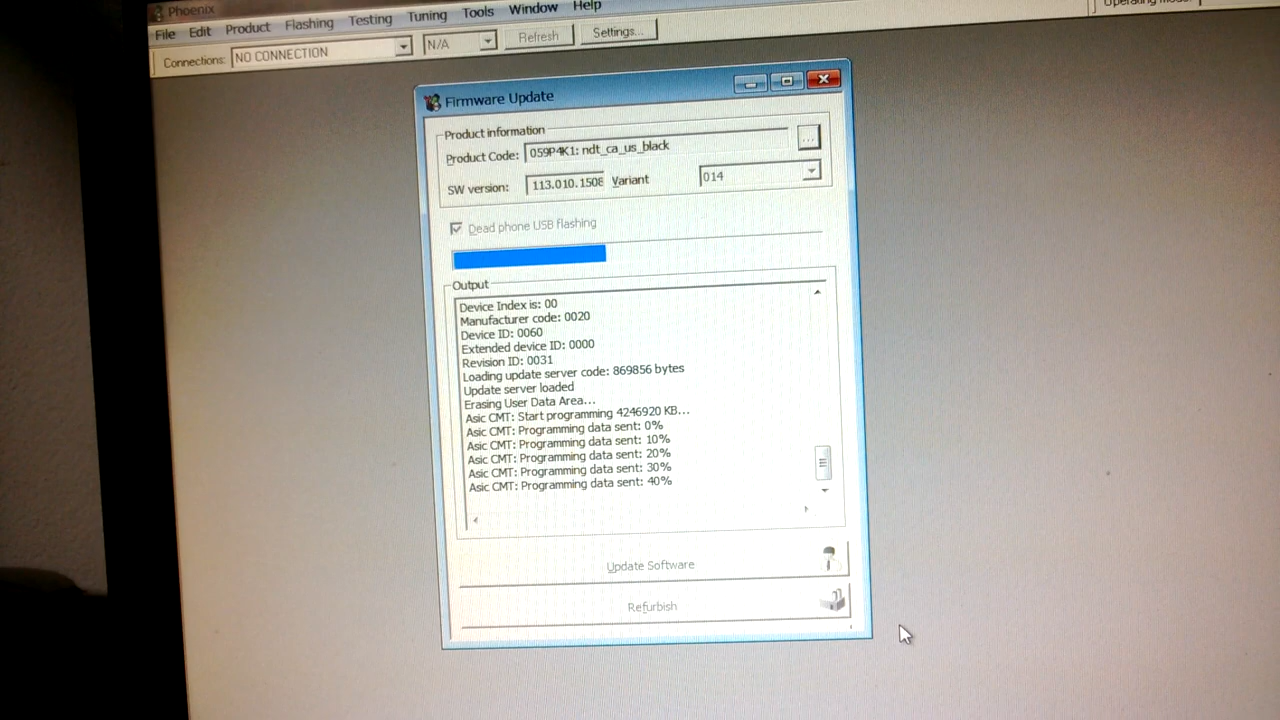 Phoenix
File Edit Product Flashing Testing Tuning Tools Window Help
Connections: NO CONNECTION N/A Refresh Settings...
Firmware Update
Product information
Product Code: 059P4K1: ndt_ca_us_black ...
SW version: 113.010.1508 Variant 014
Dead phone USB flashing
Output
Device Index is: 00
Manufacturer code: 0020
Device ID: 0060
Extended device ID: 0000
Revision ID: 0031
Loading update server code: 869856 bytes
Update server loaded
Erasing User Data Area...
Asic CMT: Start programming 4246920 KB...
Asic CMT: Programming data sent: 0%
Asic CMT: Programming data sent: 10%
Asic CMT: Programming data sent: 20%
Asic CMT: Programming data sent: 30%
Asic CMT: Programming data sent: 40%
Update Software
Refurbish